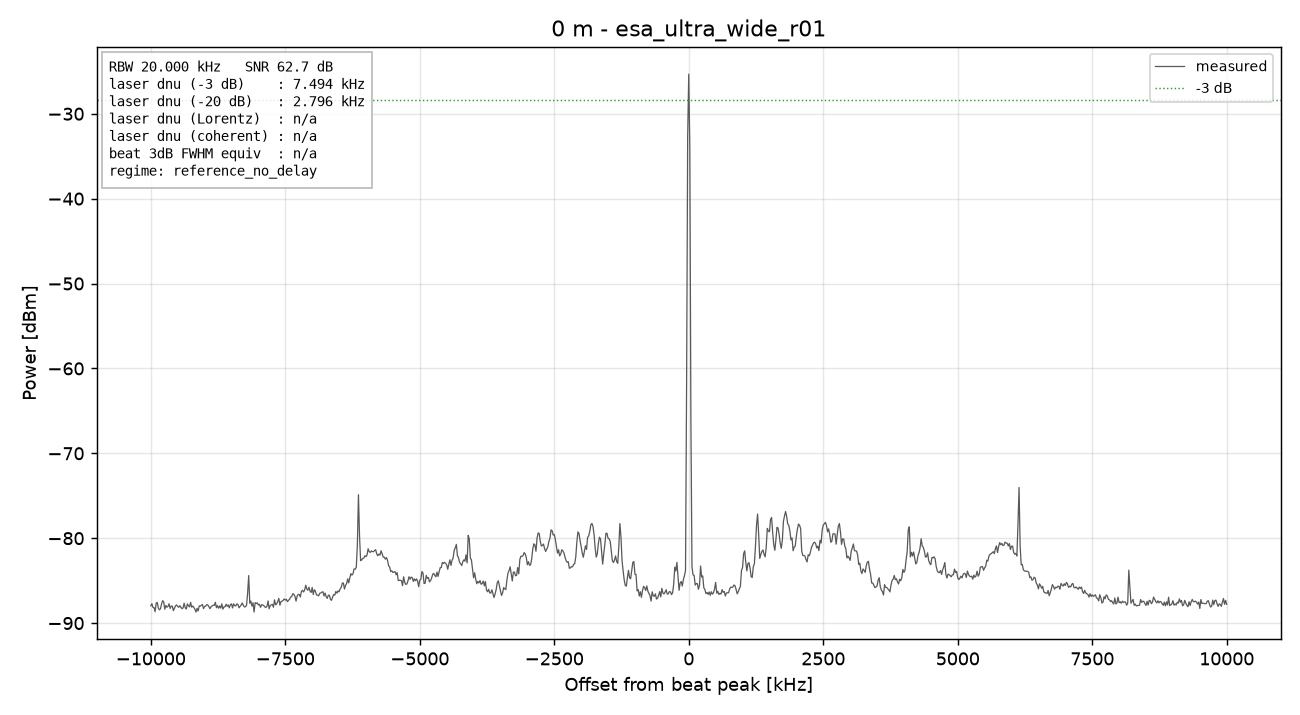 0 m - esa_ultra_wide_r01
RBW 20.000 kHz   SNR 62.7 dB
laser dnu (-3 dB)    : 7.494 kHz
laser dnu (-20 dB)   : 2.796 kHz
laser dnu (Lorentz)  : n/a
laser dnu (coherent) : n/a
beat 3dB FWHM equiv  : n/a
regime: reference_no_delay
measured
-3 dB
Power [dBm]
−30
−40
−50
−60
−70
−80
−90
−10000
−7500
−5000
−2500
0
2500
5000
7500
10000
Offset from beat peak [kHz]